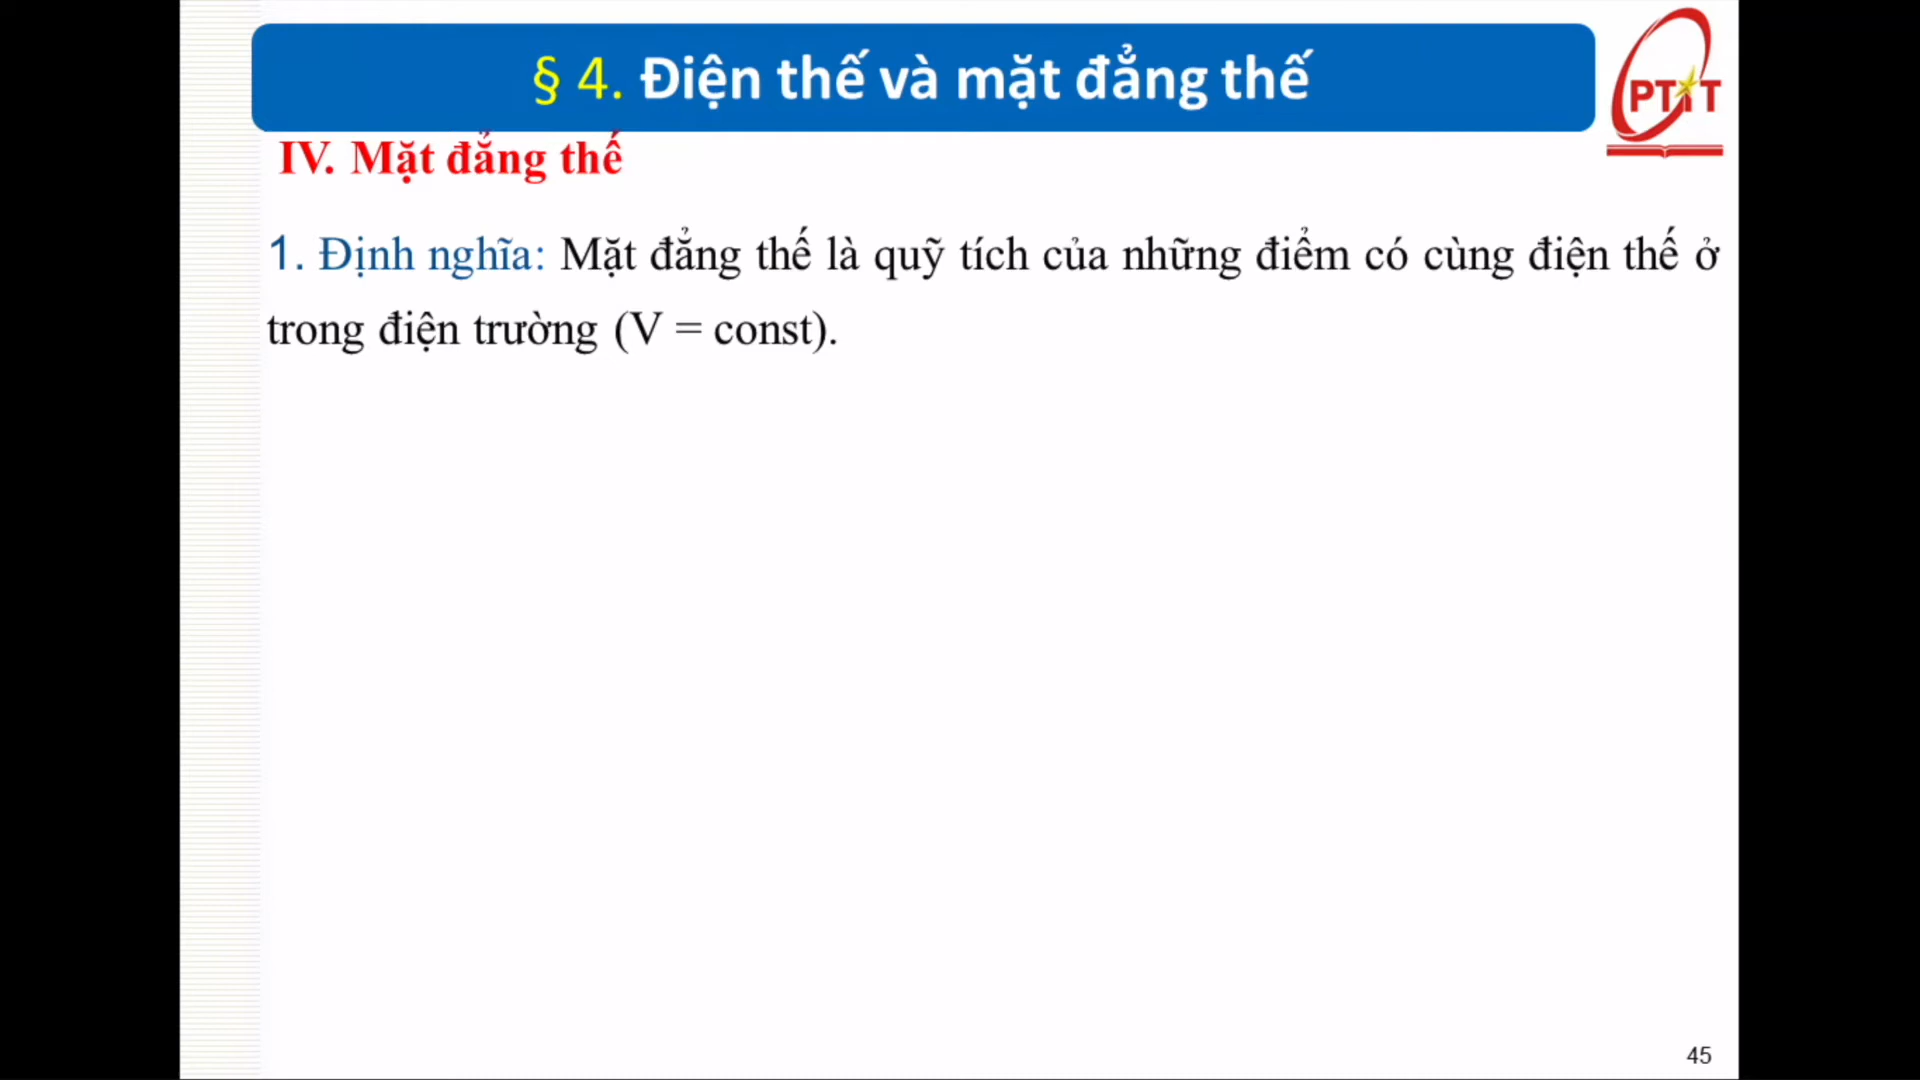 § 4. Điện thế và mặt đẳng thế
PTIT
IV. Mặt đẳng thế
1. Định nghĩa: Mặt đẳng thế là quỹ tích của những điểm có cùng điện thế ở
trong điện trường (V = const).
45